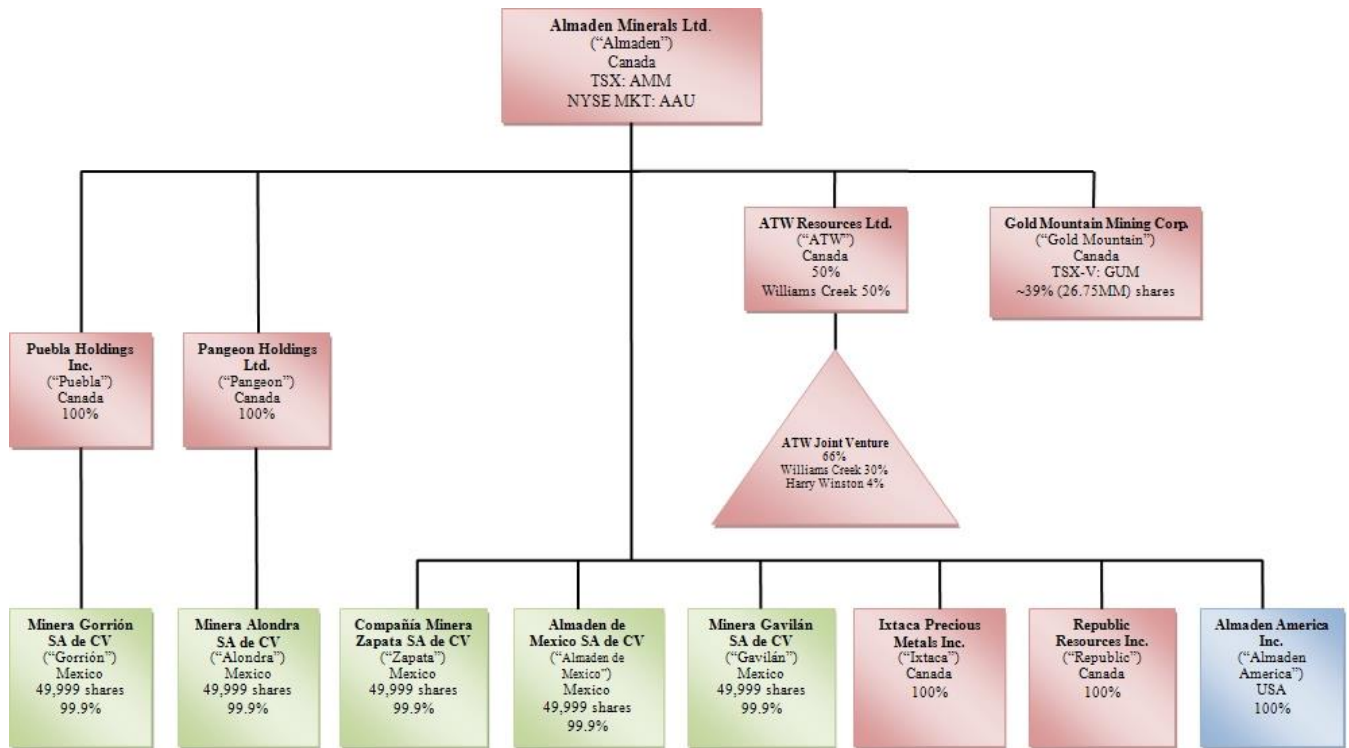 Almaden Minerals Ltd.
(“Almaden”)
Canada
TSX: AMM
NYSE MKT: AAU
ATW Resources Ltd.
(“ATW”)
Canada
50%
Williams Creek 50%
Gold Mountain Mining Corp.
(“Gold Mountain”)
Canada
TSX-V: GUM
~39% (26.75MM) shares
Puebla Holdings
Inc.
(“Puebla”)
Canada
100%
Pangeon Holdings
Ltd.
(“Pangeon”)
Canada
100%
ATW Joint Venture
66%
Williams Creek 30%
Harry Winston 4%
Minera Gorrión
SA de CV
(“Gorrión”)
Mexico
49,999 shares
99.9%
Minera Alondra
SA de CV
(“Alondra”)
Mexico
49,999 shares
99.9%
Compañía Minera
Zapata SA de CV
(“Zapata”)
Mexico
49,999 shares
99.9%
Almaden de
Mexico SA de CV
(“Almaden de
Mexico”)
Mexico
49,999 shares
99.9%
Minera Gavilán
SA de CV
(“Gavilán”)
Mexico
49,999 shares
99.9%
Ixtaca Precious
Metals Inc.
(“Ixtaca”)
Canada
100%
Republic
Resources Inc.
(“Republic”)
Canada
100%
Almaden America
Inc.
(“Almaden
America”)
USA
100%